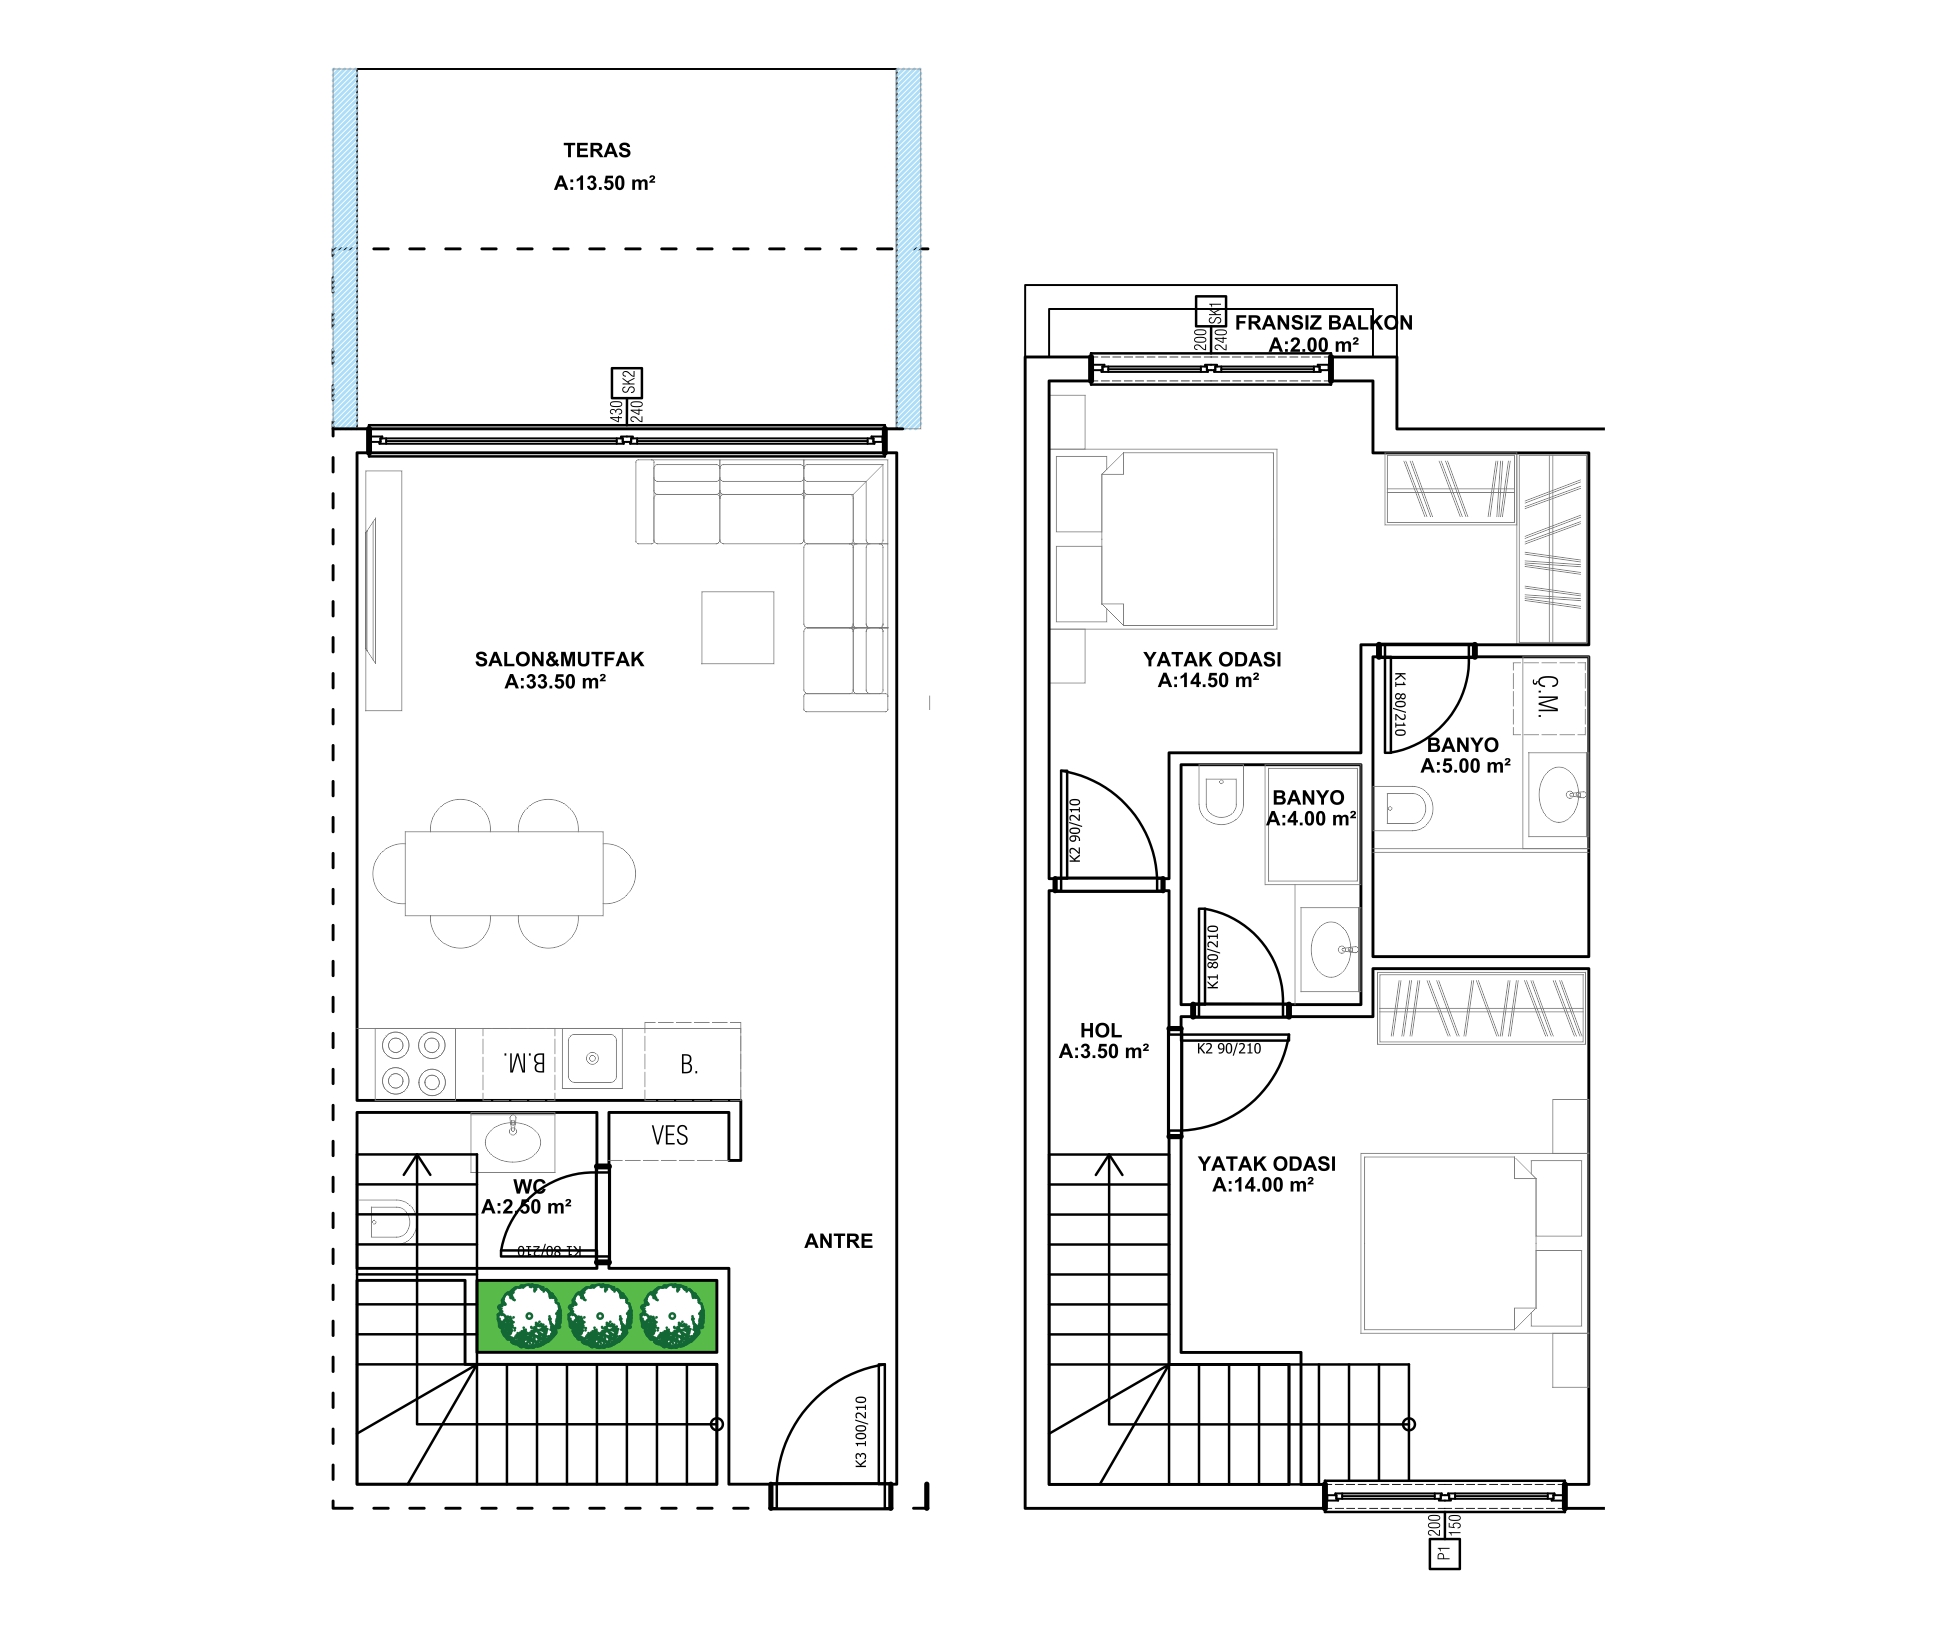 TERAS
A:13.50 m²
SK2
430
240
SALON&MUTFAK
A:33.50 m²
B.M.
B.
VES
WC
A:2.50 m²
K1 80/210
ANTRE
K3 100/210
SK1
200
240
FRANSIZ BALKON
A:2.00 m²
YATAK ODASI
A:14.50 m²
K1 80/210
Ç.M.
BANYO
A:5.00 m²
K2 90/210
BANYO
A:4.00 m²
K1 80/210
HOL
A:3.50 m²
K2 90/210
YATAK ODASI
A:14.00 m²
200
150
P1